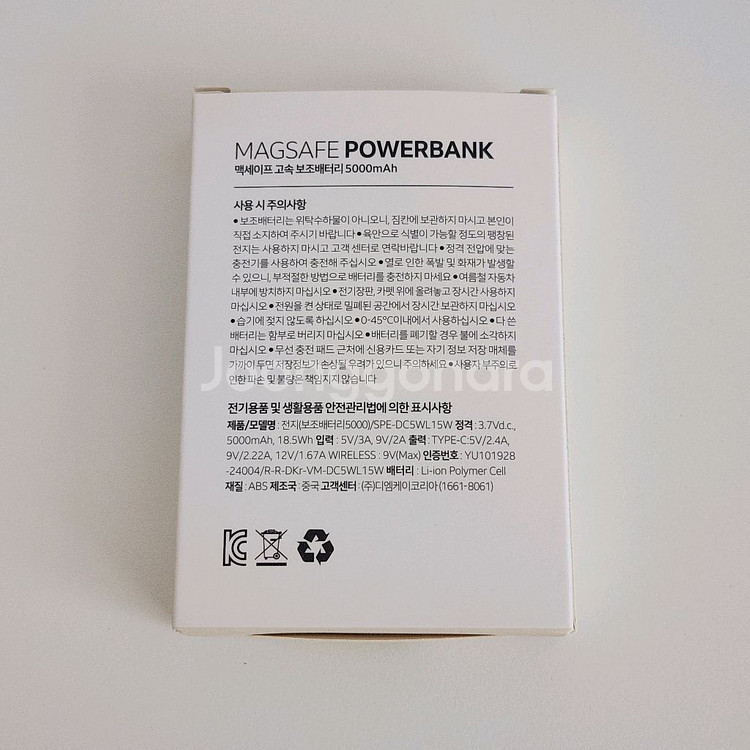 MAGSAFE POWERBANK
맥세이프 고속 보조배터리 5000mAh
사용 시 주의사항
• 보조배터리는 위탁수하물이 아니오니, 짐칸에 보관하지 마시고 본인이
직접 소지하여 주시기 바랍니다 • 육안으로 식별이 가능할 정도의 팽창된
전지는 사용하지 마시고 고객 센터로 연락바랍니다 • 정격 전압에 맞는
충전기를 사용하여 충전해 주십시오 • 열로 인한 폭발 및 화재가 발생할
수 있으니, 부적절한 방법으로 배터리를 충전하지 마세요 • 여름철 자동차
내부에 방치하지 마십시오 • 전기장판, 카펫 위에 올려놓고 장시간 사용하지
마십시오 • 전원을 켠 상태로 밀폐된 공간에서 장시간 보관하지 마십시오
• 습기에 젖지 않도록 하십시오 • 0-45°C이내에서 사용하십시오 • 다 쓴
배터리는 함부로 버리지 마십시오 • 배터리를 폐기할 경우 불에 소각하지
마십시오 • 무선 충전 패드 근처에 신용카드 또는 자기 정보 저장 매체를
가까이 두면 저장정보가 손상될 우려가 있으니 주의하세요 • 사용자 부주의로
인한 파손 및 불량은 책임지지 않습니다
Joonggonara
전기용품 및 생활용품 안전관리법에 의한 표시사항
제품/모델명 : 전지(보조배터리5000)/SPE-DC5WL15W 정격 : 3.7Vd.c.,
5000mAh, 18.5Wh 입력 : 5V/3A, 9V/2A 출력 : TYPE-C:5V/2.4A,
9V/2.22A, 12V/1.67A WIRELESS : 9V(Max) 인증번호 : YU101928
-24004/R-R-DKr-VM-DC5WL15W 배터리 : Li-ion Polymer Cell
재질 : ABS 제조국 : 중국 고객센터 : (주)디엠케이코리아 (1661-8061)